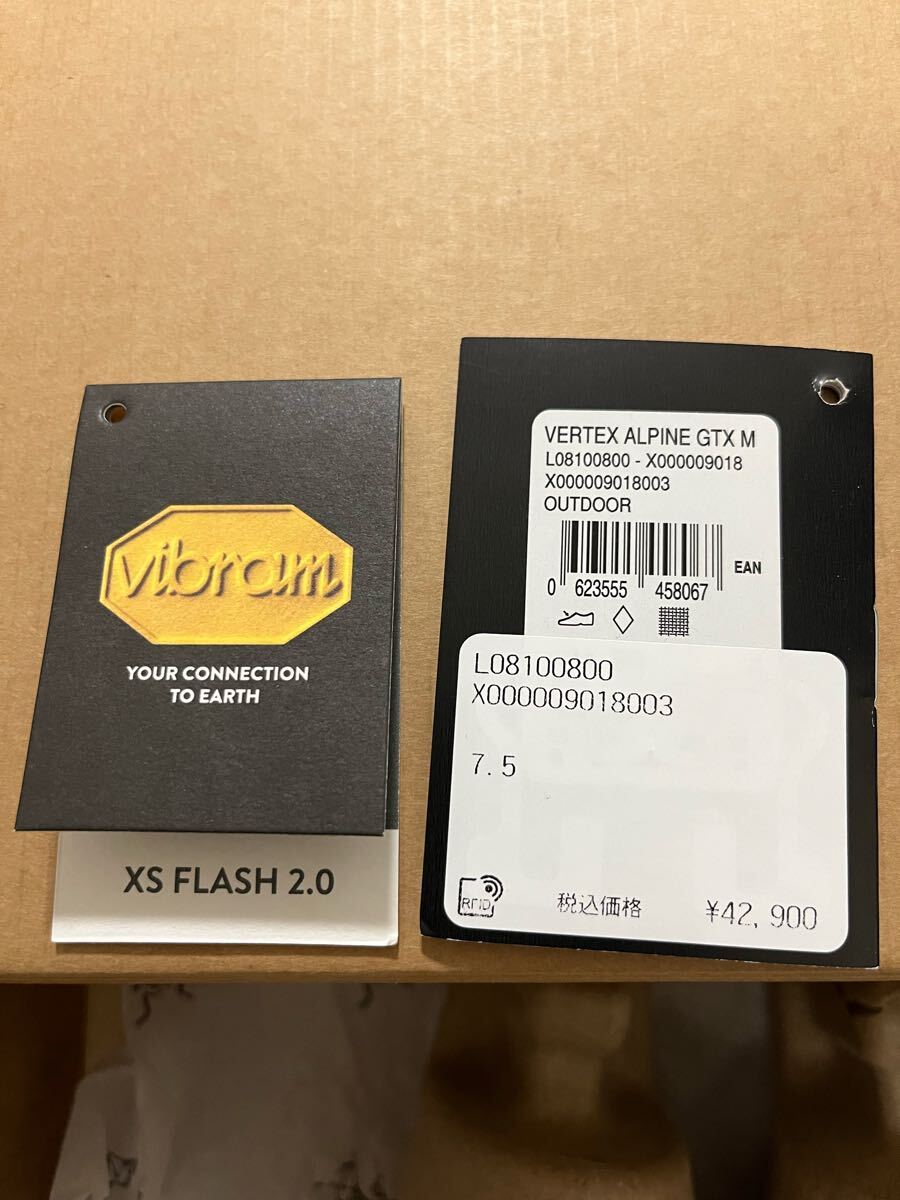 vibram
YOUR CONNECTION
TO EARTH
XS FLASH 2.0
VERTEX ALPINE GTX M
L08100800 - X000009018
X000009018003
OUTDOOR
EAN
0 623555 458067
L08100800
X000009018003
7.5
RFID
税込価格 ¥42,900